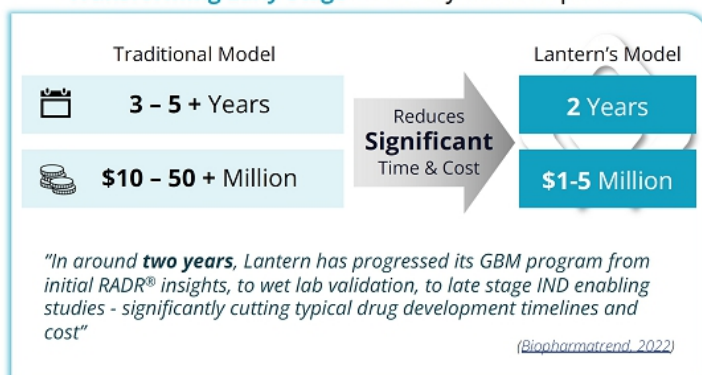 Traditional Model
Lantern's Model
3 – 5 + Years
2 Years
Reduces
Significant
Time & Cost
$10 – 50 + Million
$1-5 Million
"In around two years, Lantern has progressed its GBM program from
initial RADR® insights, to wet lab validation, to late stage IND enabling
studies - significantly cutting typical drug development timelines and
cost"
(Biopharmatrend, 2022)